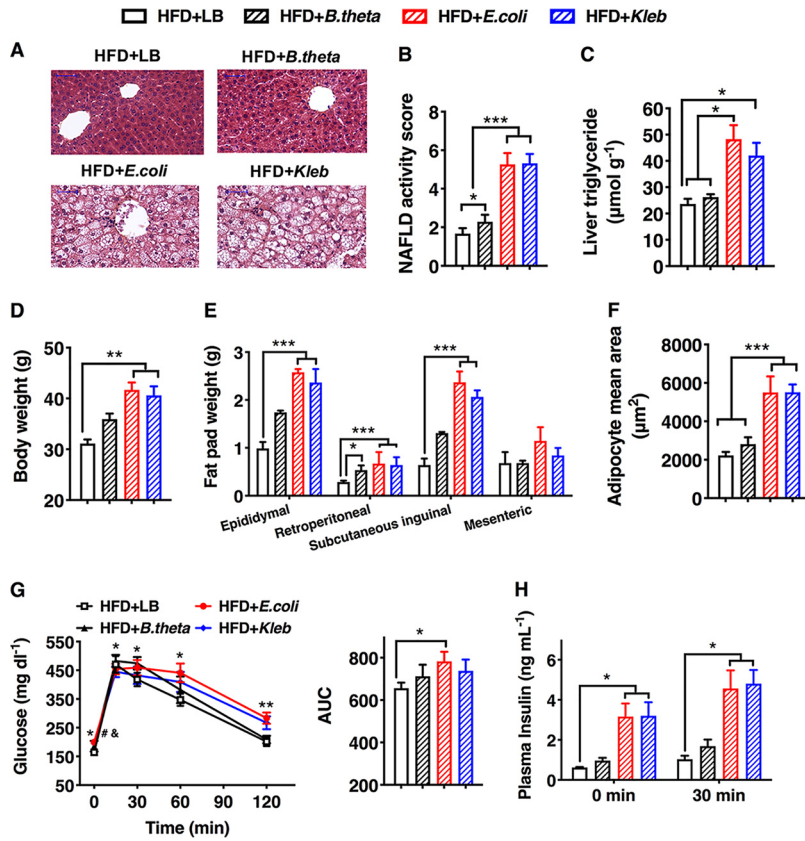 HFD+LB HFD+B.theta HFD+E.coli HFD+Kleb
A
HFD+LB HFD+B.theta
HFD+E.coli HFD+Kleb
B
***
*
NAFLD activity score
8
6
4
2
0
C
*
*
Liver triglyceride
(μmol g-1)
60
50
40
30
20
10
0
D
**
Body weight (g)
50
40
30
20
E
*** *** ***
*
Fat pad weight (g)
3
2
1
0
Epididymal
Retroperitoneal
Subcutaneous inguinal
Mesenteric
F
***
Adipocyte mean area
(μm2)
8000
6000
4000
2000
0
G
HFD+LB HFD+E.coli
HFD+B.theta HFD+Kleb
Glucose (mg dl-1)
550
450
350
250
150
50
* * * * **
# &
0 30 60 90 120
Time (min)
*
AUC
800
600
400
200
H
* *
Plasma Insulin (ng mL-1)
6
4
2
0
0 min 30 min